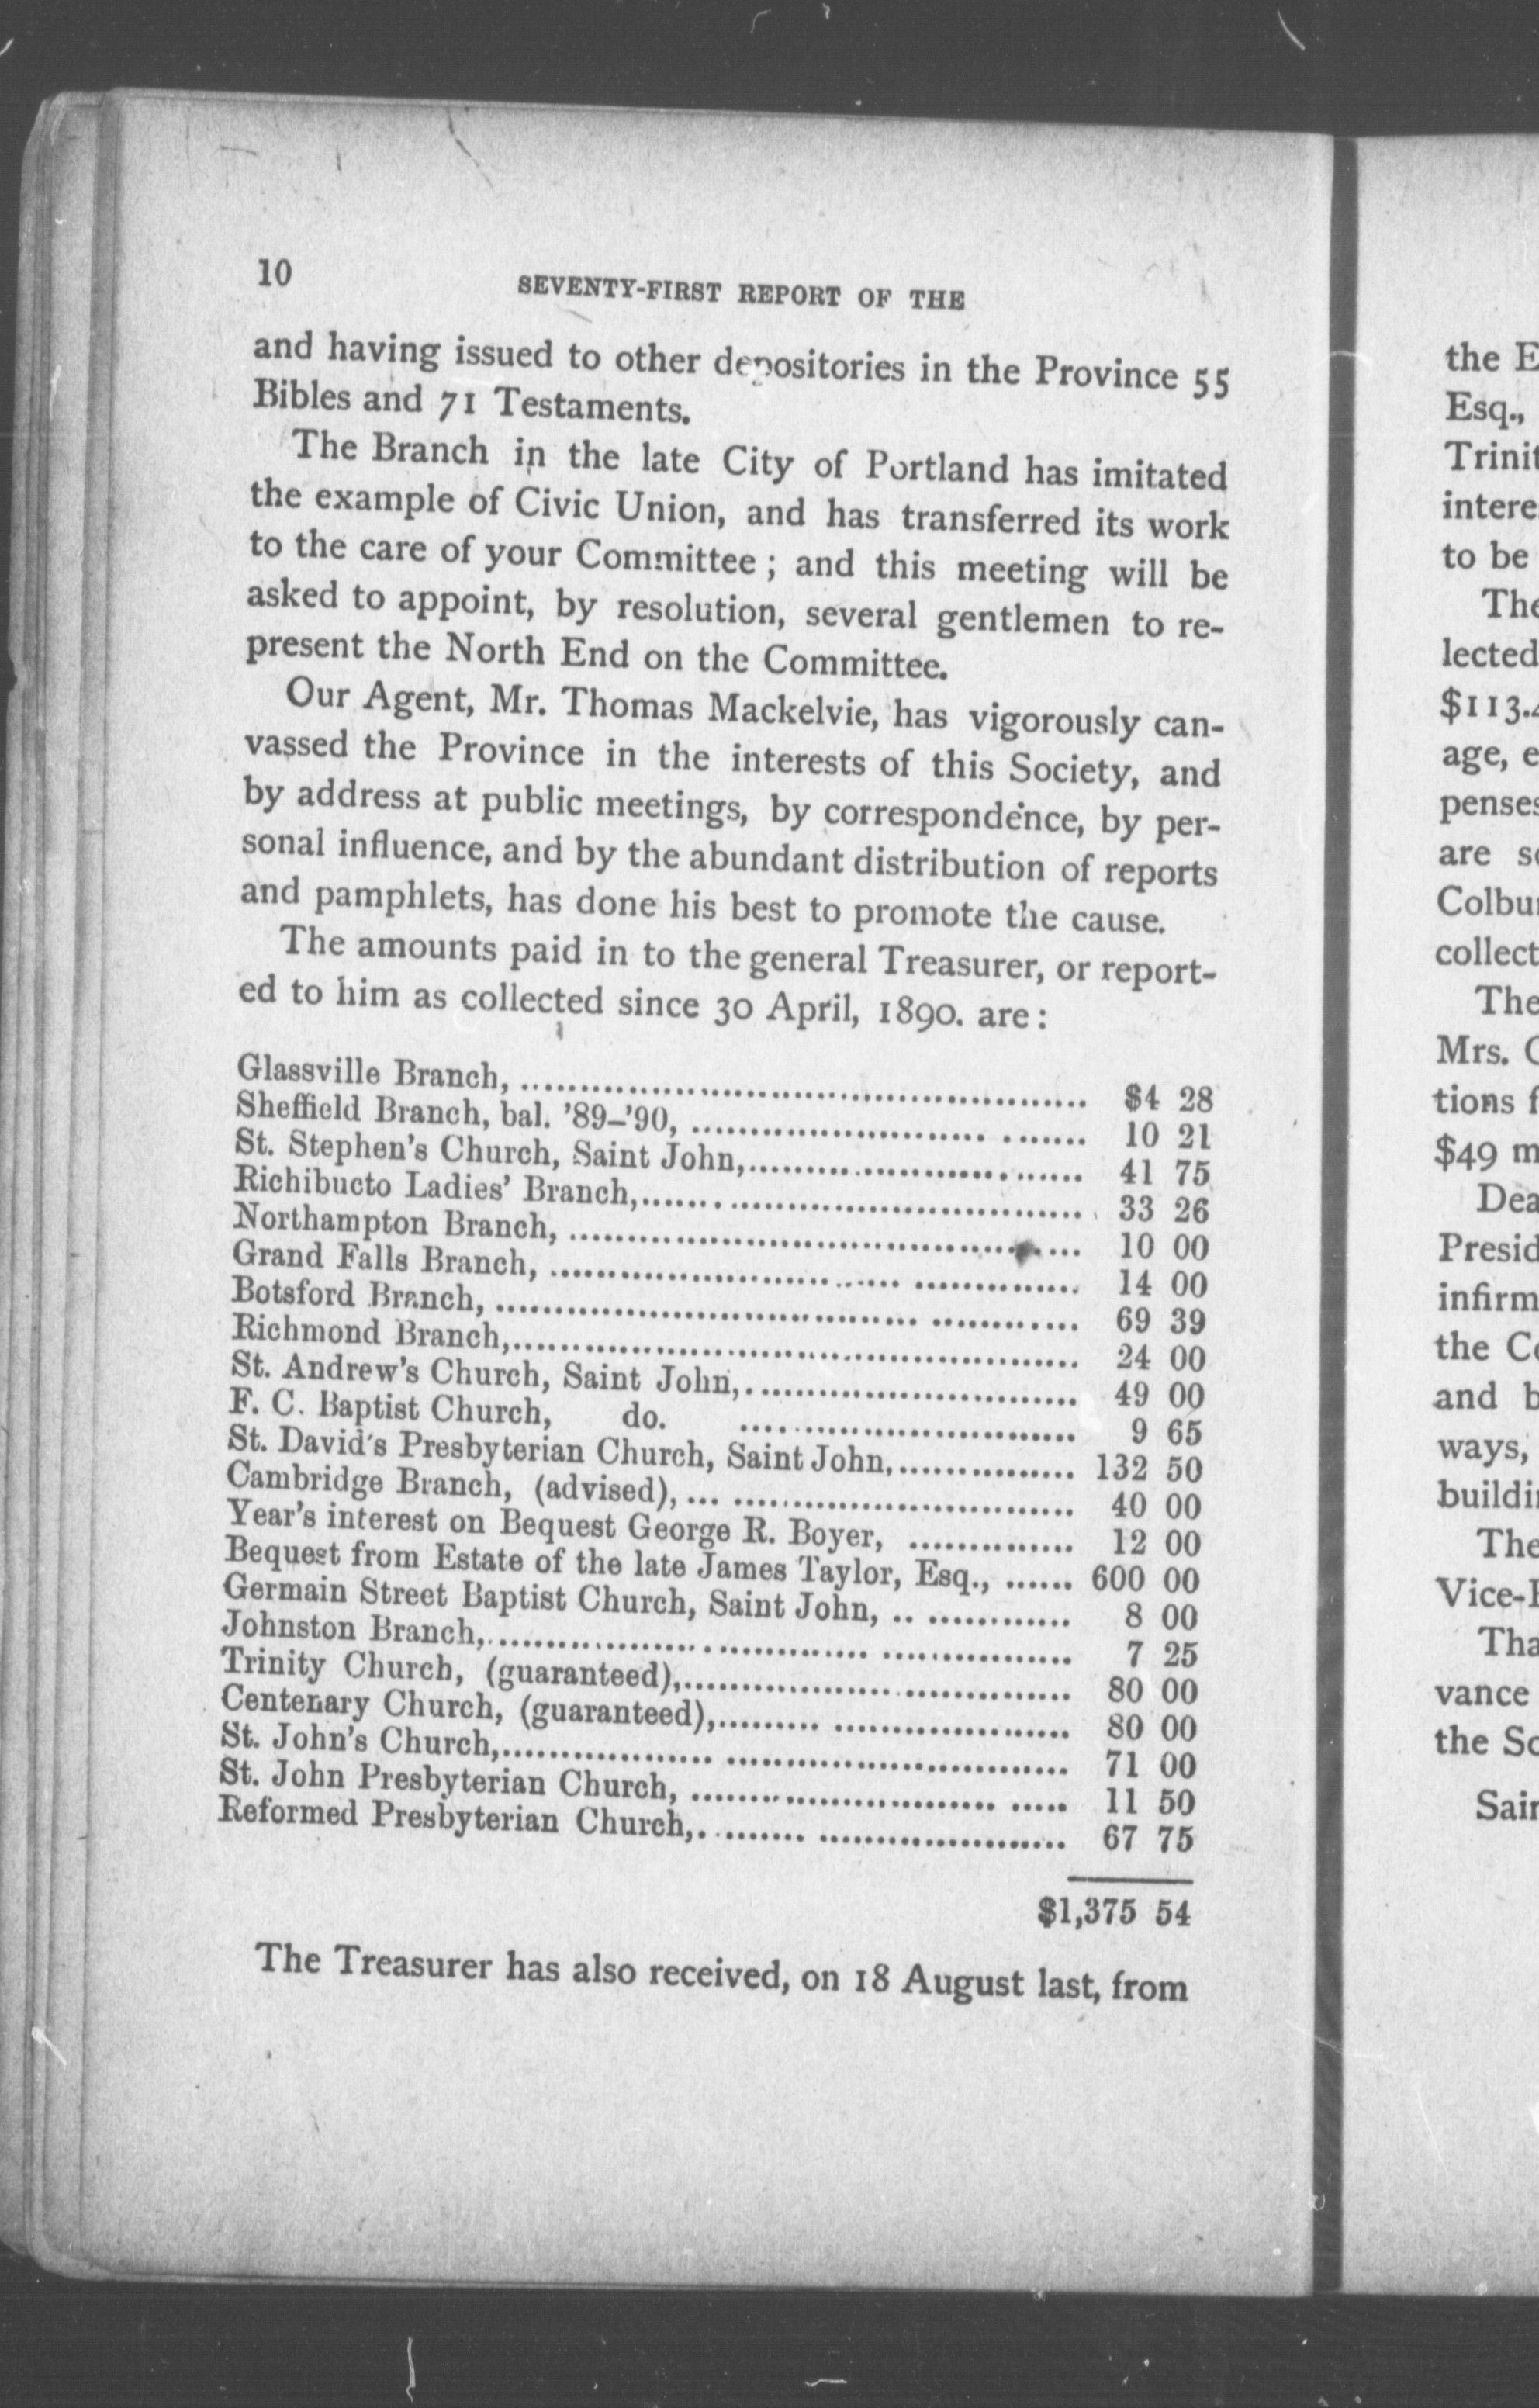 10
SEVENTY-FIRST REPORT OF THE
and having issued to other depositories in the Province 55
Bibles and 71 Testaments.
The Branch in the late City of Portland has imitated
the example of Civic Union, and has transferred its work
to the care of your Committee ; and this meeting will be
asked to appoint, by resolution, several gentlemen to re-
present the North End on the Committee.
Our Agent, Mr. Thomas Mackelvie, has vigorously can-
vassed the Province in the interests of this Society, and
by address at public meetings, by correspondence, by per-
sonal influence, and by the abundant distribution of reports
and pamphlets, has done his best to promote the cause.
The amounts paid in to the general Treasurer, or report-
ed to him as collected since 30 April, 1890. are :
Glassville Branch, .......... $4 28
Sheffield Branch, bal. '89-'90, .......... 10 21
St. Stephen's Church, Saint John, .......... 41 75
Richibucto Ladies' Branch, .......... 33 26
Northampton Branch, .......... 10 00
Grand Falls Branch, .......... 14 00
Botsford Branch, .......... 69 39
Richmond Branch, .......... 24 00
St. Andrew's Church, Saint John, .......... 49 00
F. C. Baptist Church, do. .......... 9 65
St. David's Presbyterian Church, Saint John, .......... 132 50
Cambridge Branch, (advised), .......... 40 00
Year's interest on Bequest George R. Boyer, .......... 12 00
Bequest from Estate of the late James Taylor, Esq., ...... 600 00
Germain Street Baptist Church, Saint John, .......... 8 00
Johnston Branch, .......... 7 25
Trinity Church, (guaranteed), .......... 80 00
Centenary Church, (guaranteed), .......... 80 00
St. John's Church, .......... 71 00
St. John Presbyterian Church, .......... 11 50
Reformed Presbyterian Church, .......... 67 75
$1,375 54
The Treasurer has also received, on 18 August last, from
the E
Esq.,
Trinit
intere
to be
The
lected
$113.4
age, e
penses
are
Colbur
collect
The
Mrs.
tions f
$49 m
Dea
Presid
infirm
the
and b
ways,
buildi
The
Vice-
Tha
vance
the So
Sain